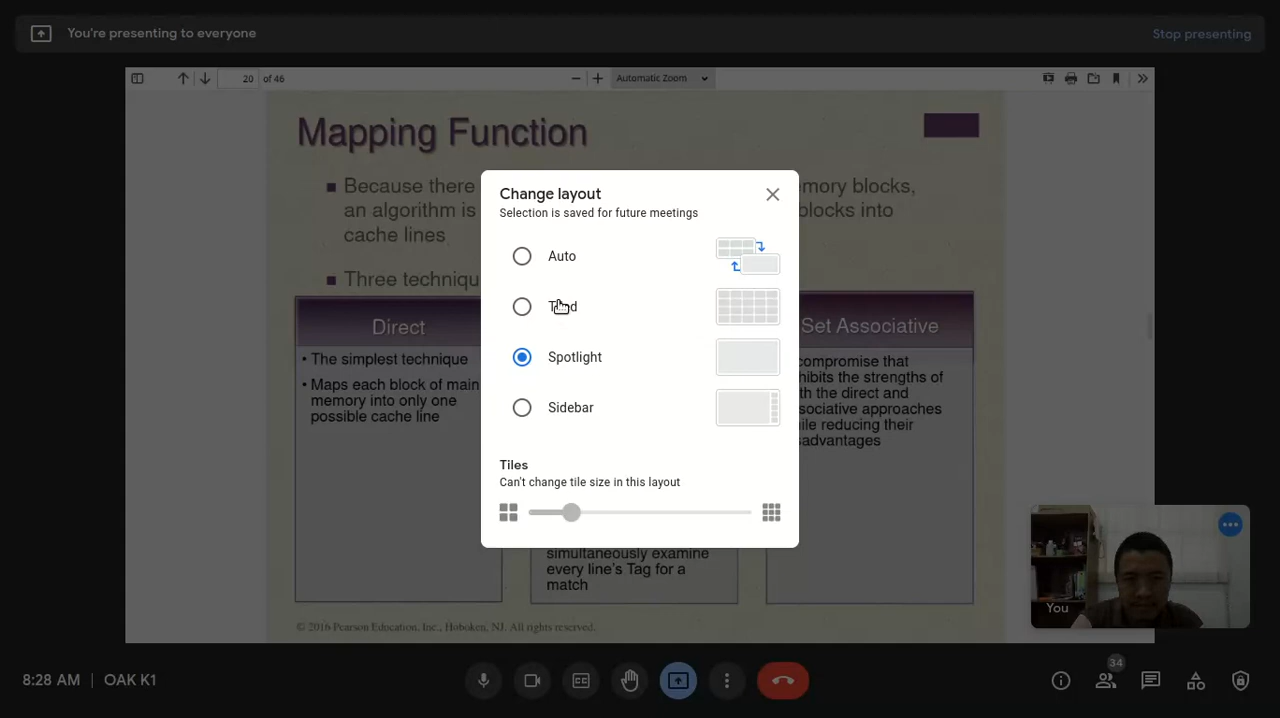 You're presenting to everyone
Stop presenting
20 of 46
Automatic Zoom
Mapping Function
Because there
emory blocks,
an algorithm is
blocks into
cache lines
Three techniqu
Direct
• The simplest technique
• Maps each block of main
memory into only one
possible cache line
simultaneously examine
every line's Tag for a
match
Set Associative
compromise that
hibits the strengths of
th the direct and
sociative approaches
ile reducing their
sadvantages
© 2016 Pearson Education, Inc., Hoboken, NJ. All rights reserved.
Change layout
Selection is saved for future meetings
Auto
Spotlight
Sidebar
Tiles
Can't change tile size in this layout
You
8:28 AM | OAK K1
34